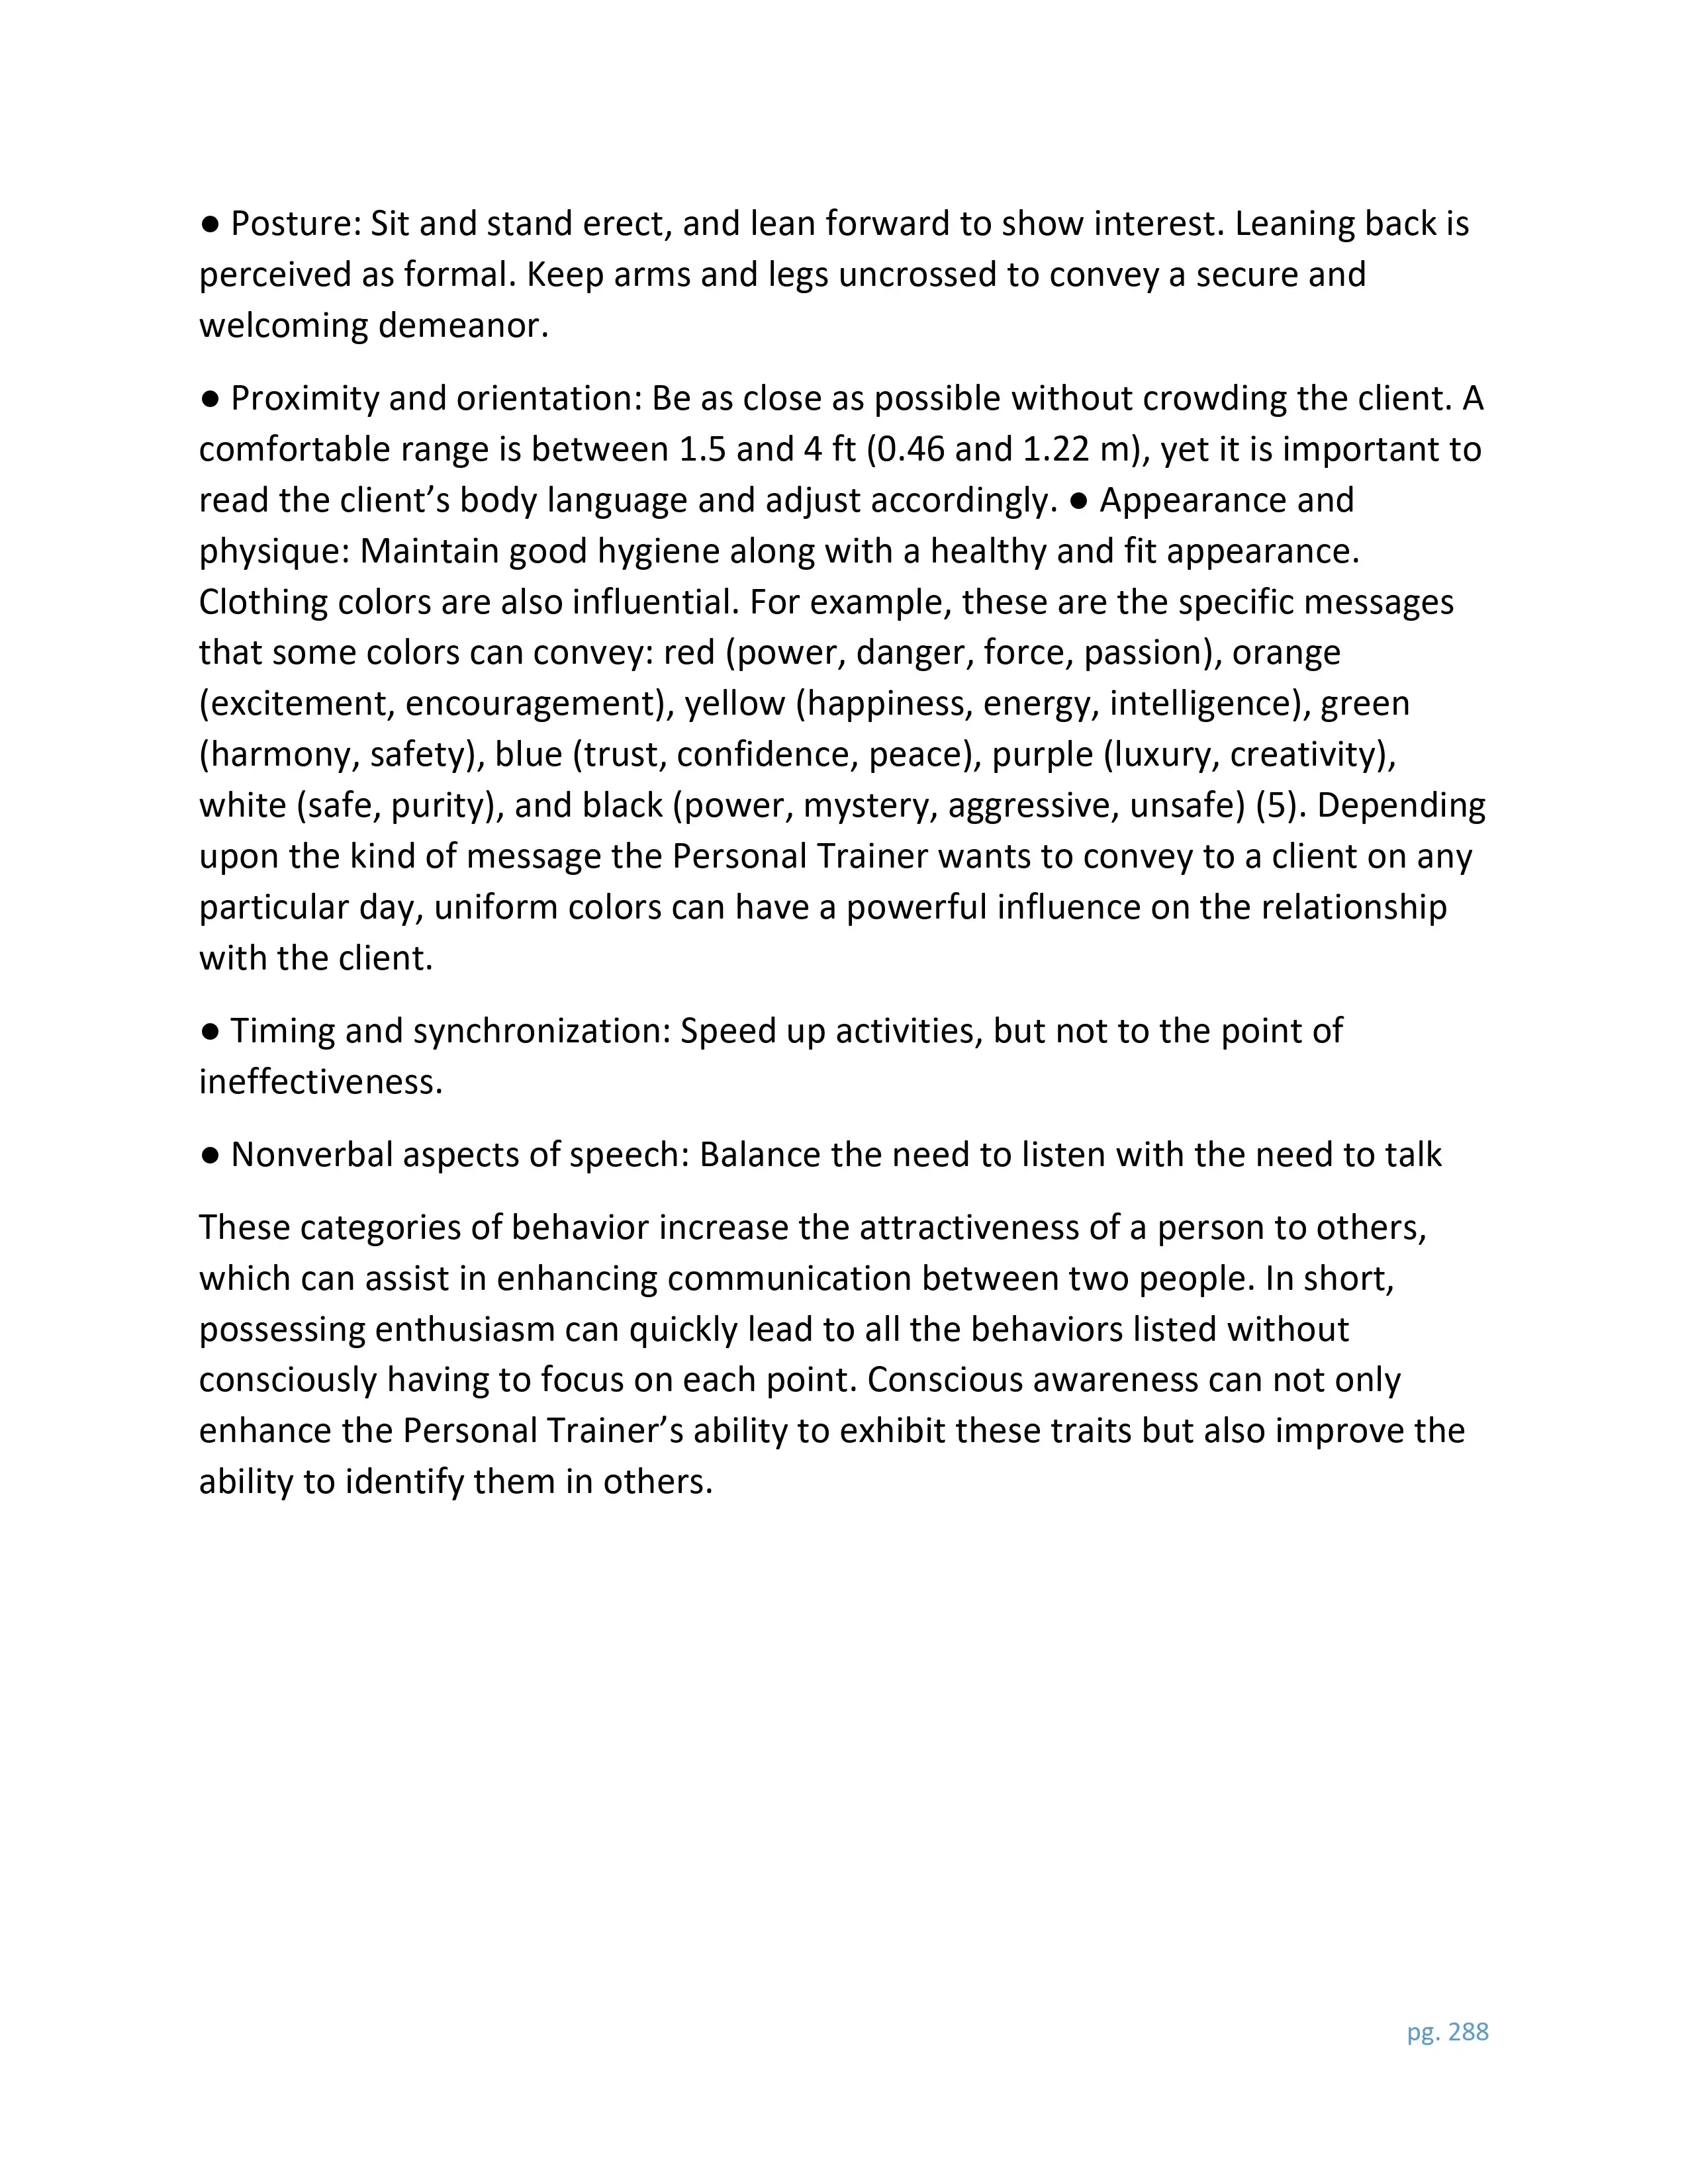 ● Posture: Sit and stand erect, and lean forward to show interest. Leaning back is
perceived as formal. Keep arms and legs uncrossed to convey a secure and
welcoming demeanor.
● Proximity and orientation: Be as close as possible without crowding the client. A
comfortable range is between 1.5 and 4 ft (0.46 and 1.22 m), yet it is important to
read the client’s body language and adjust accordingly. ● Appearance and
physique: Maintain good hygiene along with a healthy and fit appearance.
Clothing colors are also influential. For example, these are the specific messages
that some colors can convey: red (power, danger, force, passion), orange
(excitement, encouragement), yellow (happiness, energy, intelligence), green
(harmony, safety), blue (trust, confidence, peace), purple (luxury, creativity),
white (safe, purity), and black (power, mystery, aggressive, unsafe) (5). Depending
upon the kind of message the Personal Trainer wants to convey to a client on any
particular day, uniform colors can have a powerful influence on the relationship
with the client.
● Timing and synchronization: Speed up activities, but not to the point of
ineffectiveness.
● Nonverbal aspects of speech: Balance the need to listen with the need to talk
These categories of behavior increase the attractiveness of a person to others,
which can assist in enhancing communication between two people. In short,
possessing enthusiasm can quickly lead to all the behaviors listed without
consciously having to focus on each point. Conscious awareness can not only
enhance the Personal Trainer’s ability to exhibit these traits but also improve the
ability to identify them in others.
pg. 288